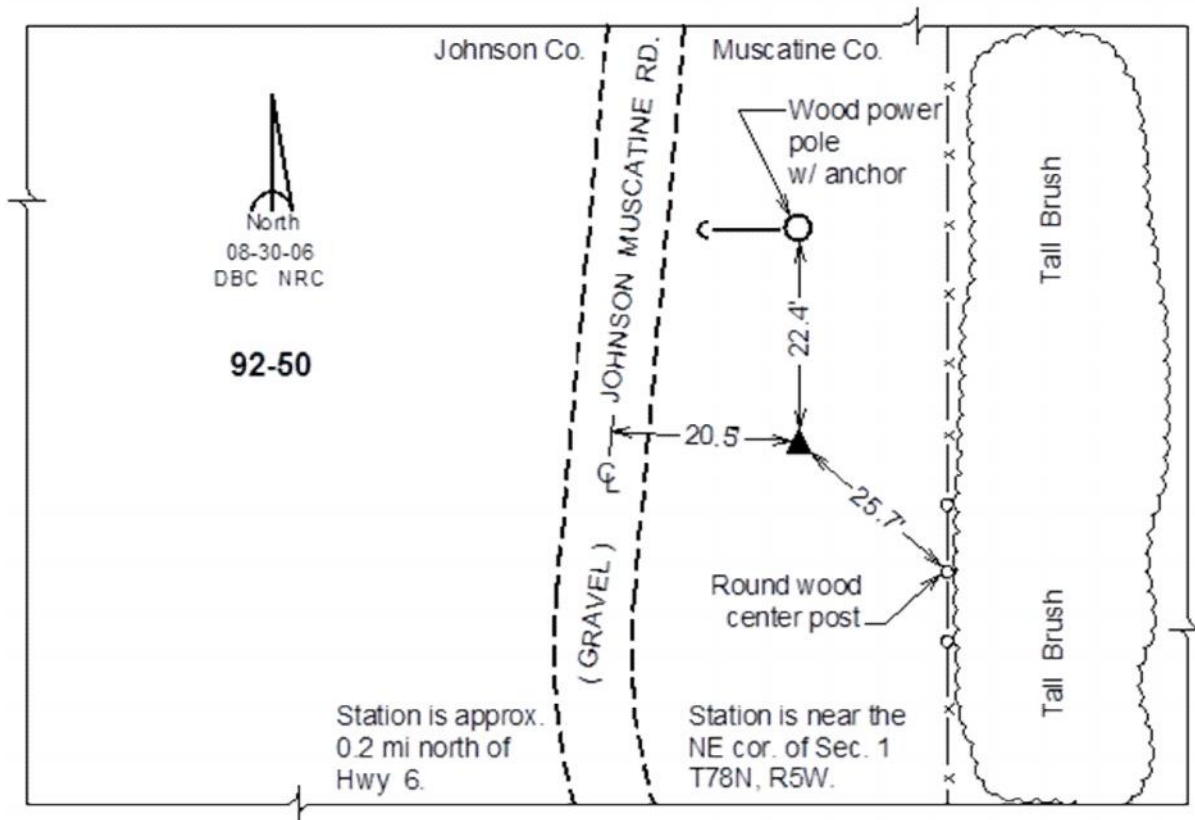 Johnson Co.
Muscatine Co.
JOHNSON MUSCATINE RD.
Wood power
pole
w/ anchor
Tall Brush
North
08-30-06
DBC NRC
92-50
22.4'
20.5'
℄
25.7'
( GRAVEL )
Round wood
center post
Tall Brush
Station is approx.
0.2 mi north of
Hwy 6.
Station is near the
NE cor. of Sec. 1
T78N, R5W.